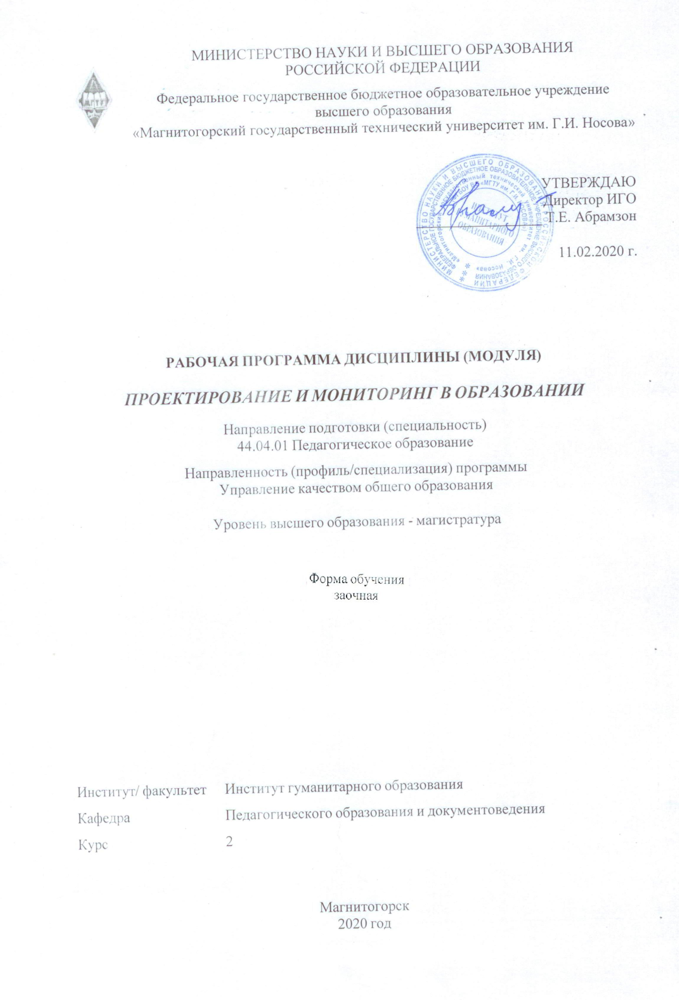 МИНИСТЕРСТВО НАУКИ И ВЫСШЕГО ОБРАЗОВАНИЯ
РОССИЙСКОЙ ФЕДЕРАЦИИ
МГТУ
Федеральное государственное бюджетное образовательное учреждение
высшего образования
«Магнитогорский государственный технический университет им. Г.И. Носова»
УТВЕРЖДАЮ
Директор ИГО
Т.Е. Абрамзон
11.02.2020 г.
МИНИСТЕРСТВО НАУКИ И ВЫСШЕГО ОБРАЗОВАНИЯ РОССИЙСКОЙ ФЕДЕРАЦИИ
ФЕДЕРАЛЬНОЕ ГОСУДАРСТВЕННОЕ БЮДЖЕТНОЕ ОБРАЗОВАТЕЛЬНОЕ УЧРЕЖДЕНИЕ ВЫСШЕГО ОБРАЗОВАНИЯ
«Магнитогорский государственный технический университет им. Г.И. Носова»
(ФГБОУ ВО «МГТУ им. Г.И. НОСОВА»)
ИНСТИТУТ
ГУМАНИТАРНОГО
ОБРАЗОВАНИЯ
РАБОЧАЯ ПРОГРАММА ДИСЦИПЛИНЫ (МОДУЛЯ)
ПРОЕКТИРОВАНИЕ И МОНИТОРИНГ В ОБРАЗОВАНИИ
Направление подготовки (специальность)
44.04.01 Педагогическое образование
Направленность (профиль/специализация) программы
Управление качеством общего образования
Уровень высшего образования - магистратура
Форма обучения
заочная
Институт/ факультет Институт гуманитарного образования
Кафедра Педагогического образования и документоведения
Курс 2
Магнитогорск
2020 год